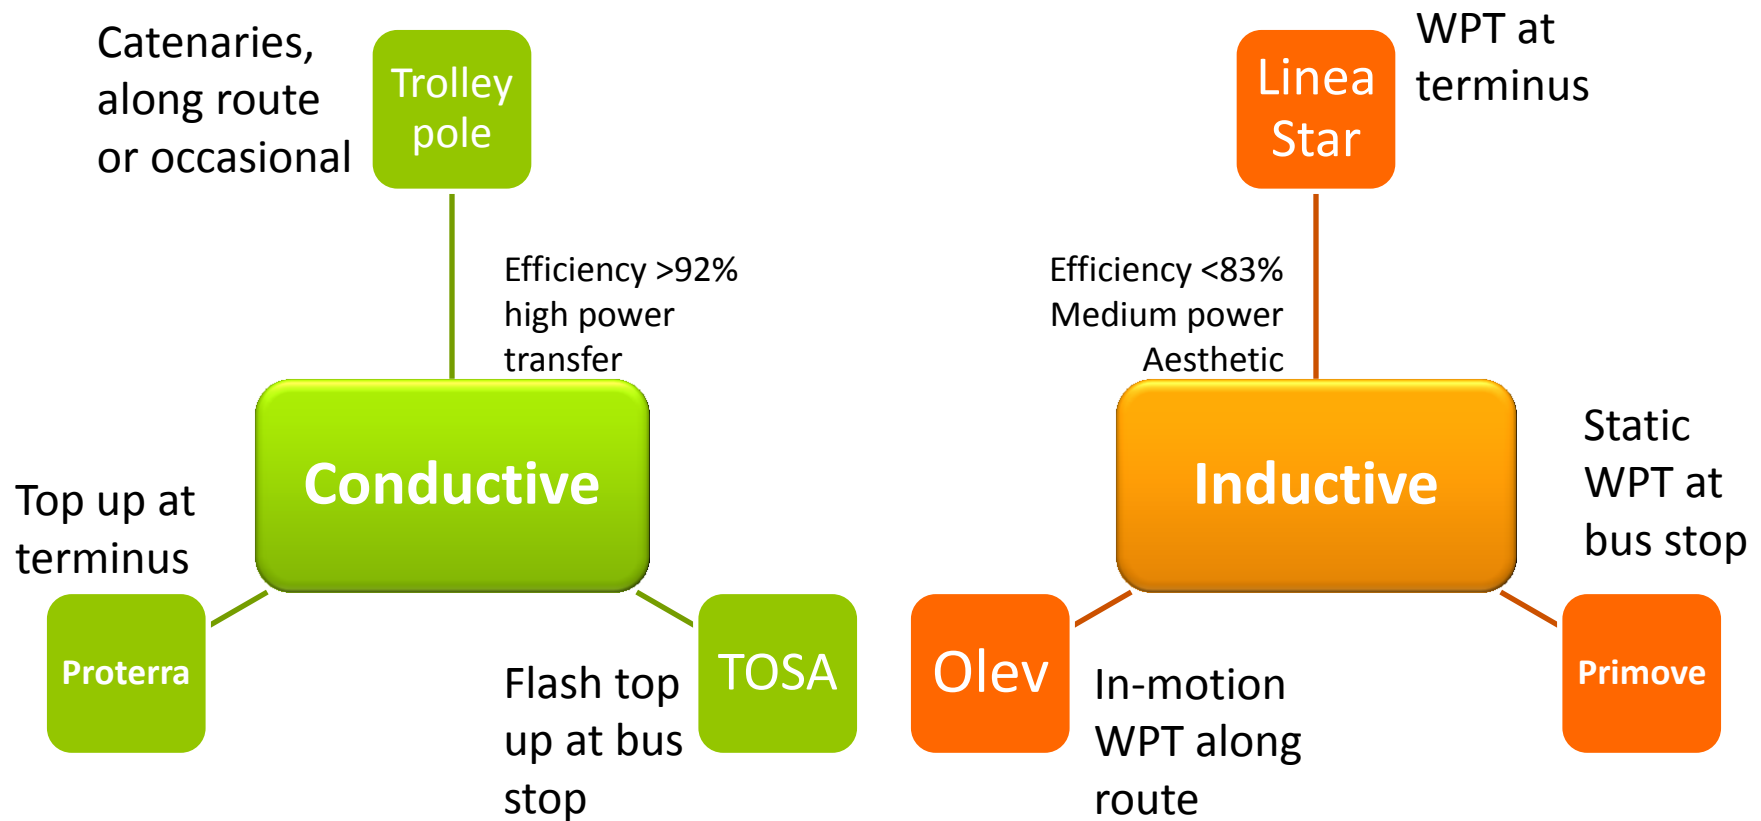 Catenaries,
along route
or occasional
Trolley
pole
Efficiency >92%
high power
transfer
Conductive
Top up at
terminus
Proterra
Flash top
up at bus
stop
TOSA
Linea
Star
WPT at
terminus
Efficiency <83%
Medium power
Aesthetic
Inductive
Static
WPT at
bus stop
Olev
In-motion
WPT along
route
Primove